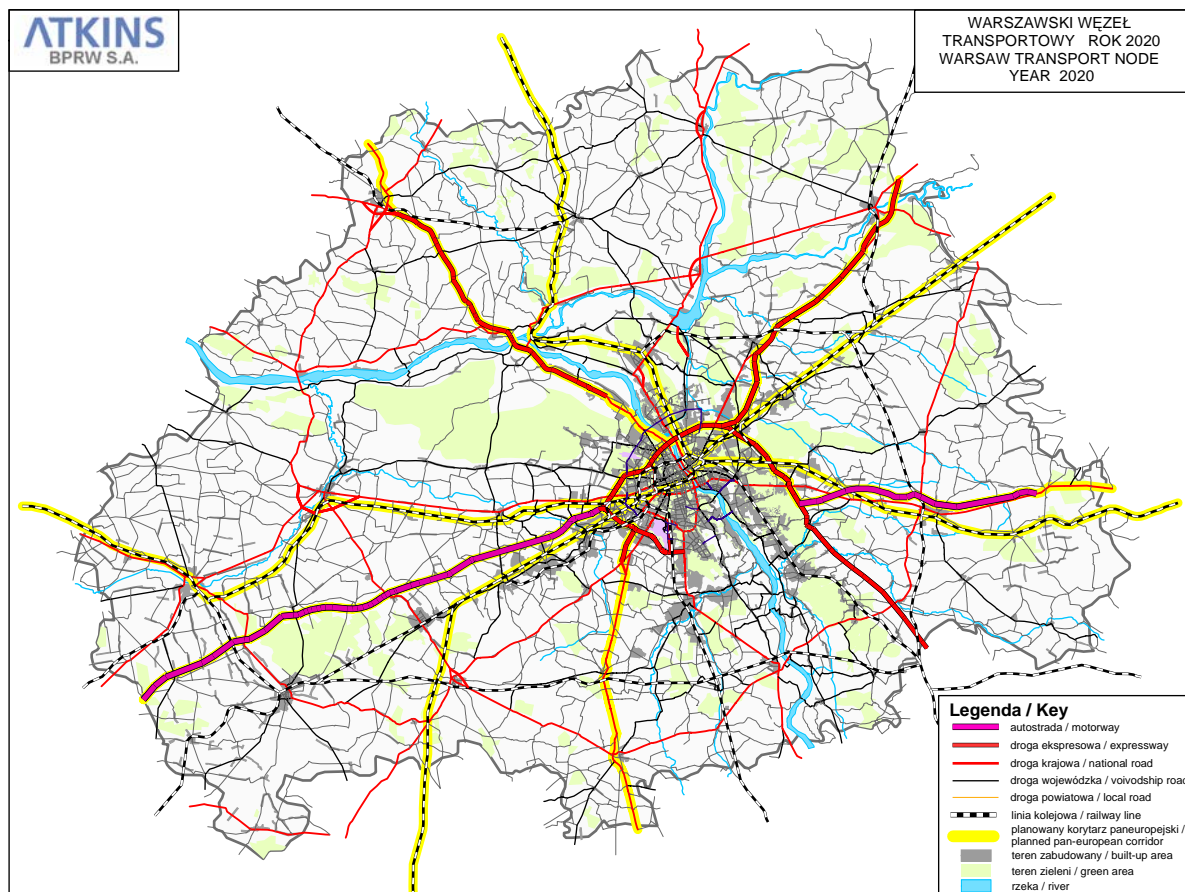 ATKINS
BPRW S.A.
WARSZAWSKI WĘZEŁ
TRANSPORTOWY ROK 2020
WARSAW TRANSPORT NODE
YEAR 2020
Legenda / Key
autostrada / motorway
droga ekspresowa / expressway
droga krajowa / national road
droga wojewódzka / voivodship road
droga powiatowa / local road
linia kolejowa / railway line
planowany korytarz paneuropejski /
planned pan-european corridor
teren zabudowany / built-up area
teren zieleni / green area
rzeka / river